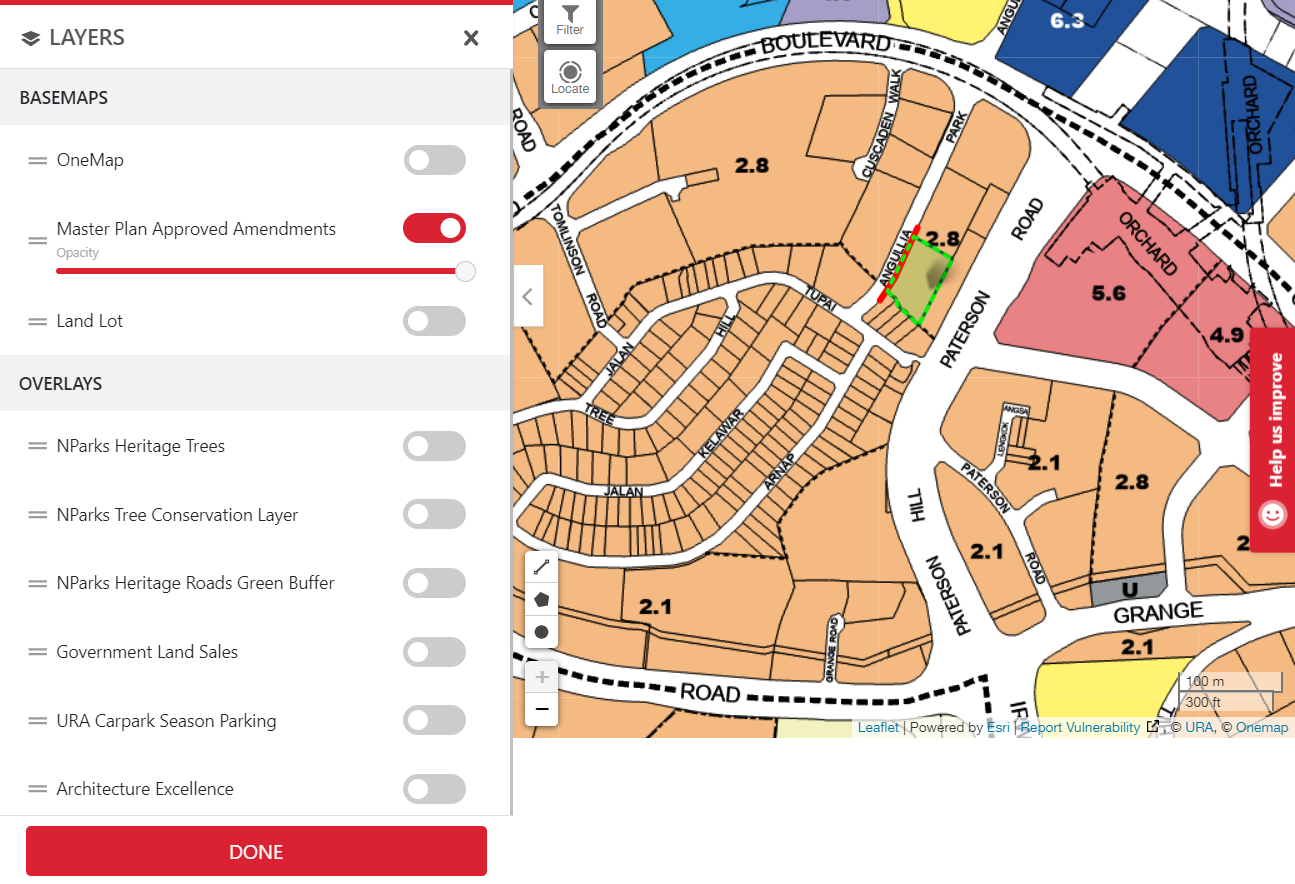 LAYERS
BASEMAPS
OneMap
Master Plan Approved Amendments
Opacity
Land Lot
OVERLAYS
NParks Heritage Trees
NParks Tree Conservation Layer
NParks Heritage Roads Green Buffer
Government Land Sales
URA Carpark Season Parking
Architecture Excellence
DONE
Filter
Locate
BOULEVARD
6.3
ROAD
CUSCADEN WALK
PARK
ORCHARD
2.8
TOMLINSON
ROAD
ANGULLIA
2.8
ROAD
ORCHARD
5.6
4.9
TUPAI
HILL
JALAN
PATERSON
TREE
KELAWAR
ARNAP
JALAN
ANGSA
LENGKOK
2.1
2.8
PATERSON
ROAD
HILL
PATERSON
2.1
2.1
U
GRANGE
2.1
GRANGE ROAD
ROAD
100 m
300 ft
Help us improve
Leaflet | Powered by Esri | Report Vulnerability , © URA, © Onemap